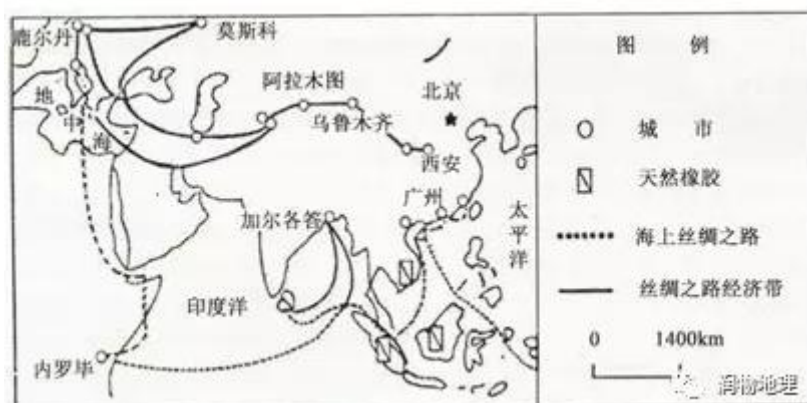 鹿尔丹
莫斯科
阿拉木图
北京
地
中
海
乌鲁木齐
西安
广州
太平洋
加尔各答
印度洋
内罗毕
图 例
城 市
天然橡胶
海上丝绸之路
丝绸之路经济带
0 1400km
润物地理